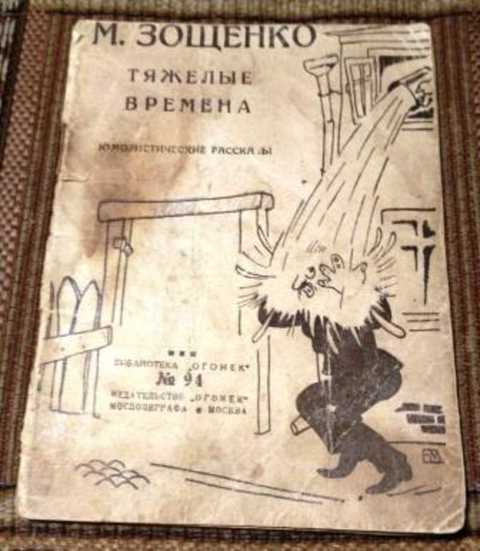 М. ЗОЩЕНКО
ТЯЖЕЛЫЕ
ВРЕМЕНА
ЮМОРИСТИЧЕСКИЕ РАССКАЗЫ
БИБЛИОТЕКА „ОГОНЕК“
№ 94
ИЗДАТЕЛЬСТВО „ОГОНЕК“
МОСПОЛИГРАФА • МОСКВА